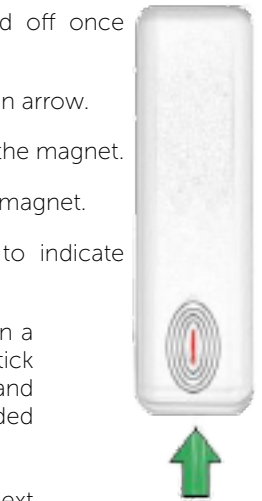 d off once
n arrow.
the magnet.
magnet.
to indicate
n a
tick
and
ded
ext